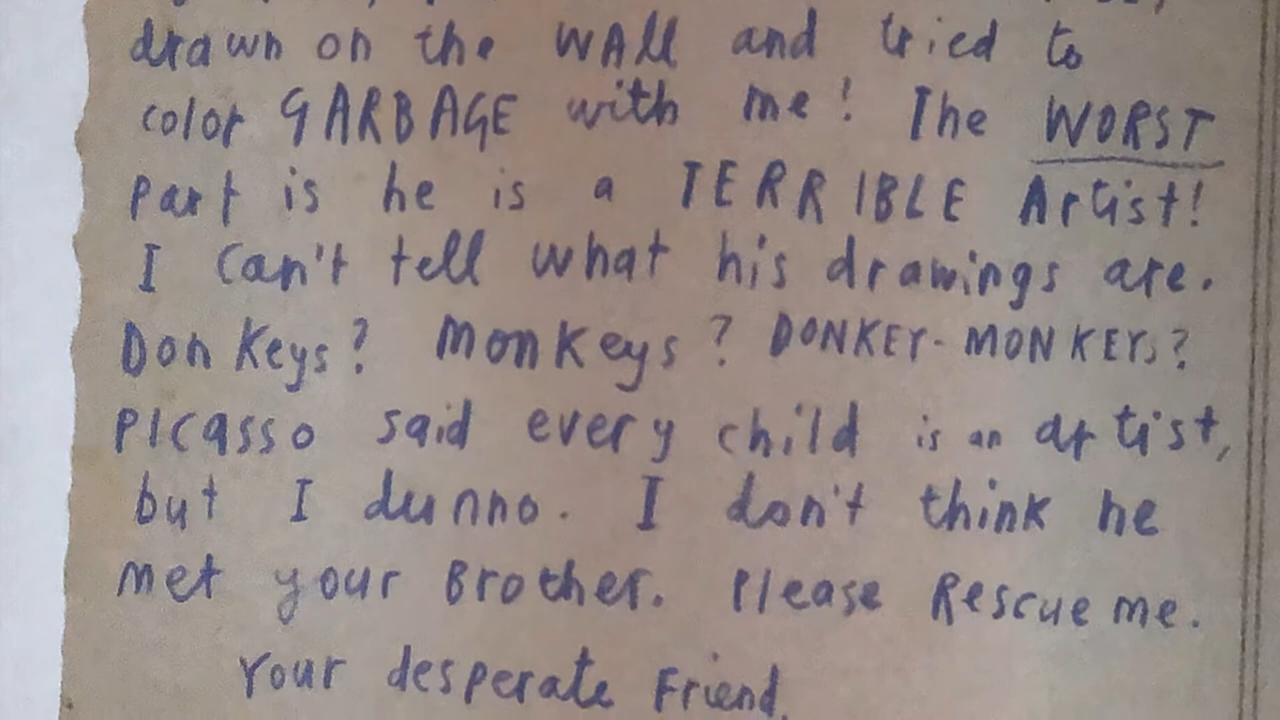 drawn on the WAll and tried to
color GARBAGE with me! The WORST
part is he is a TERRIBLE Artist!
I can't tell what his drawings are.
Donkeys? Monkeys? DONKEY-MONKEYS?
PIcasso said every child is an artist,
but I dunno. I don't think he
met your Brother. Please Rescue me.
Your desperate Friend,